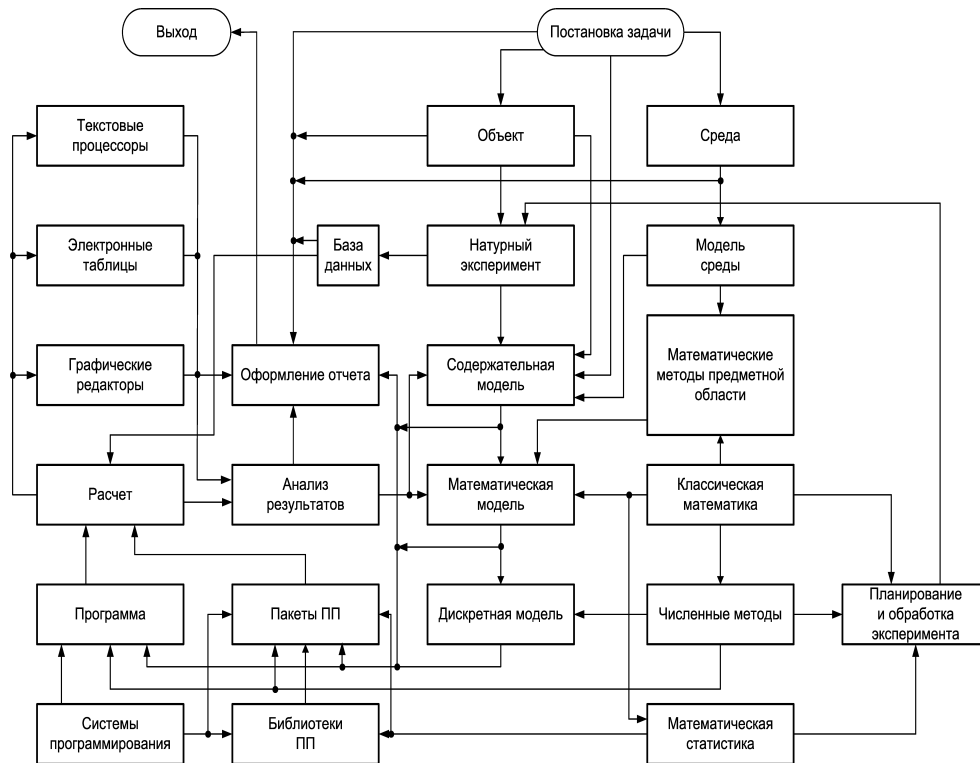 Выход
Постановка задачи
Текстовые
процессоры
Объект
Среда
Электронные
таблицы
База
данных
Натурный
эксперимент
Модель
среды
Графические
редакторы
Оформление отчета
Содержательная
модель
Математические
методы предметной
области
Расчет
Анализ
результатов
Математическая
модель
Классическая
математика
Программа
Пакеты ПП
Дискретная модель
Численные методы
Планирование
и обработка
эксперимента
Системы
программирования
Библиотеки
ПП
Математическая
статистика